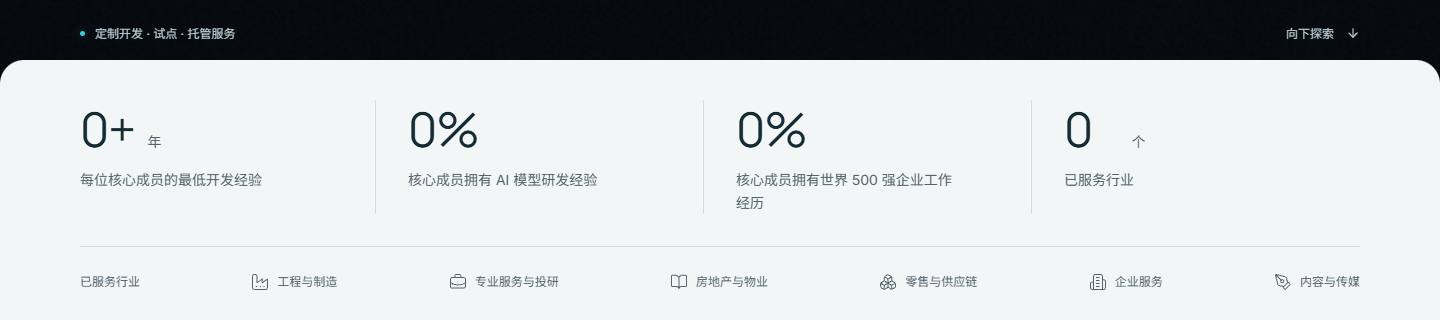 定制开发 · 试点 · 托管服务
向下探索
0+ 年
每位核心成员的最低开发经验
0%
核心成员拥有 AI 模型研发经验
0%
核心成员拥有世界 500 强企业工作
经历
0 个
已服务行业
已服务行业
工程与制造
专业服务与投研
房地产与物业
零售与供应链
企业服务
内容与传媒